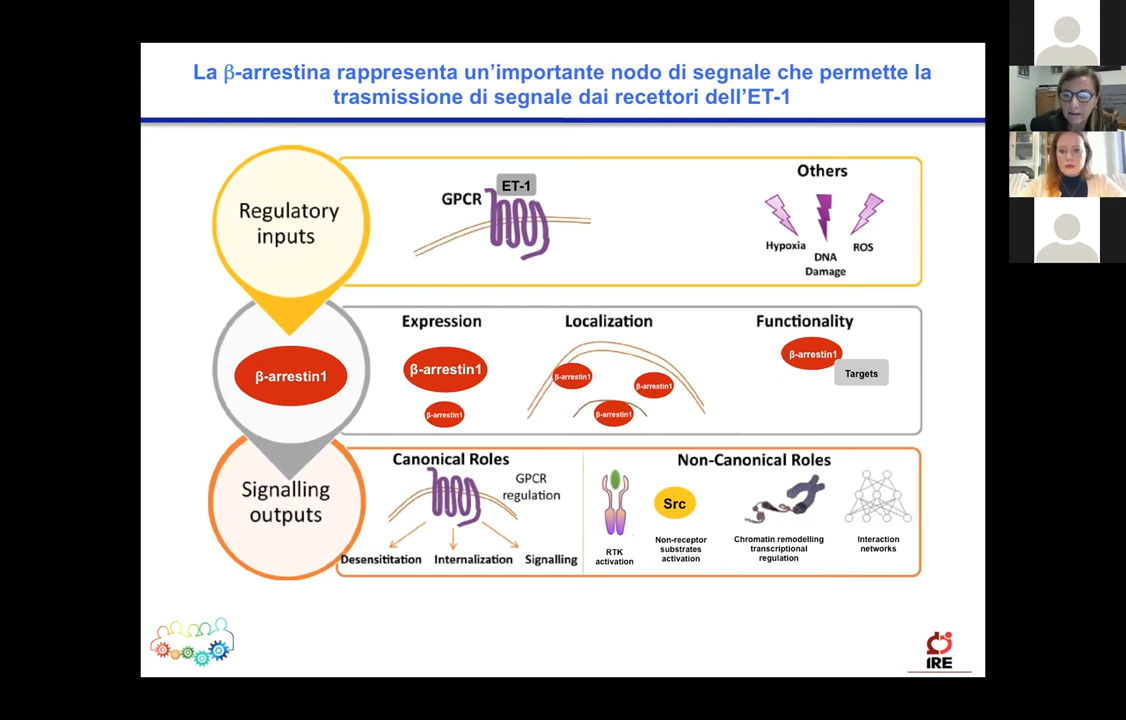 La β-arrestina rappresenta un'importante nodo di segnale che permette la
trasmissione di segnale dai recettori dell'ET-1
Regulatory
inputs
GPCR
ET-1
Others
Hypoxia
DNA
Damage
ROS
β-arrestin1
Expression
β-arrestin1
β-arrestin1
Localization
β-arrestin1
β-arrestin1
β-arrestin1
Functionality
β-arrestin1
Targets
Signalling
outputs
Canonical Roles
GPCR
regulation
Desensititation
Internalization
Signalling
Non-Canonical Roles
RTK
activation
Src
Non-receptor
substrates
activation
Chromatin remodelling
transcriptional
regulation
Interaction
networks
IRE